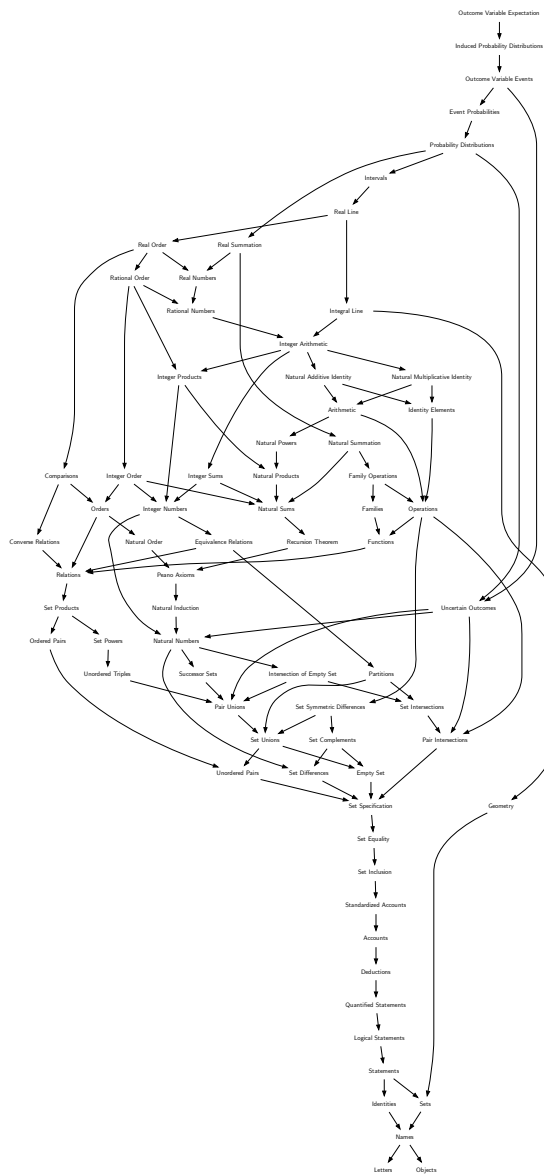 Outcome Variable Expectation
Induced Probability Distributions
Outcome Variable Events
Event Probabilities
Probability Distributions
Intervals
Real Line
Real Order Real Summation
Rational Order Real Numbers
Rational Numbers Integral Line
Integer Arithmetic
Integer Products Natural Additive Identity Natural Multiplicative Identity
Arithmetic Identity Elements
Natural Powers Natural Summation
Comparisons Integer Order Integer Sums Natural Products Family Operations
Orders Integer Numbers Natural Sums Families Operations
Converse Relations Natural Order Equivalence Relations Recursion Theorem Functions
Relations Peano Axioms
Set Products Natural Induction Uncertain Outcomes
Ordered Pairs Set Powers Natural Numbers
Unordered Triples Successor Sets Intersection of Empty Set Partitions
Pair Unions Set Symmetric Differences Set Intersections
Set Unions Set Complements Pair Intersections
Unordered Pairs Set Differences Empty Set
Set Specification Geometry
Set Equality
Set Inclusion
Standardized Accounts
Accounts
Deductions
Quantified Statements
Logical Statements
Statements
Identities Sets
Names
Letters Objects